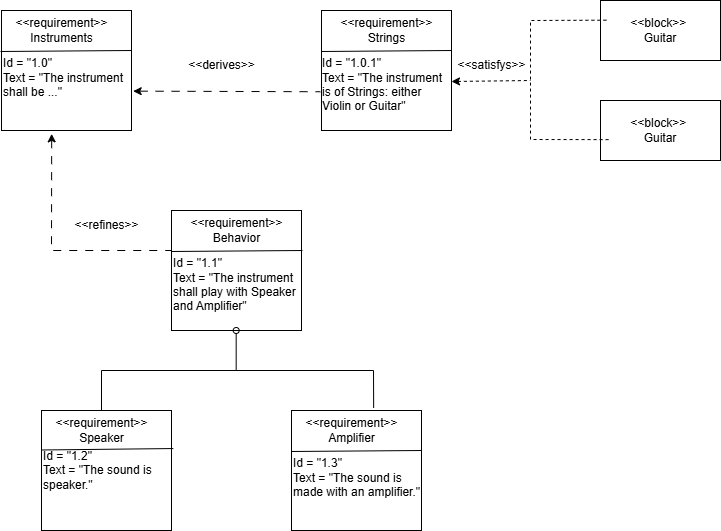 <<requirement>>
Instruments
Id = "1.0"
Text = "The instrument
shall be ..."
<<derives>>
<<requirement>>
Strings
Id = "1.0.1"
Text = "The instrument
is of Strings: either
Violin or Guitar"
<<satisfys>>
<<block>>
Guitar
<<block>>
Guitar
<<refines>>
<<requirement>>
Behavior
Id = "1.1"
Text = "The instrument
shall play with Speaker
and Amplifier"
<<requirement>>
Speaker
Id = "1.2"
Text = "The sound is
speaker."
<<requirement>>
Amplifier
Id = "1.3"
Text = "The sound is
made with an amplifier."